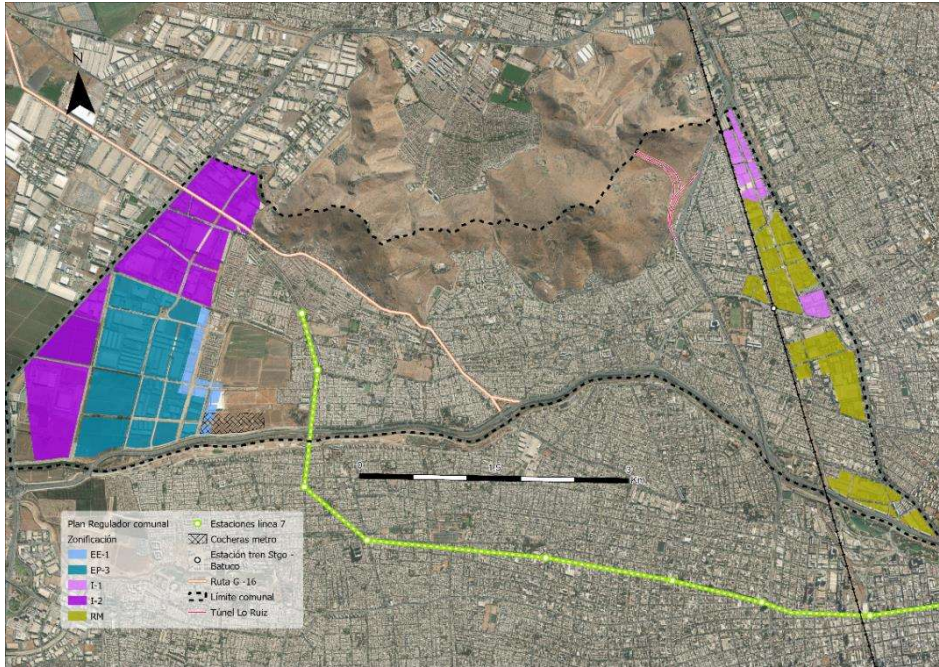 N
0
1.5
3
Km
Plan Regulador comunal
Zonificación
EE-1
EP-3
I-1
I-2
RM
Estaciones linea 7
Cocheras metro
Estación tren Stgo -
Batuco
Ruta G -16
Límite comunal
Túnel Lo Ruiz